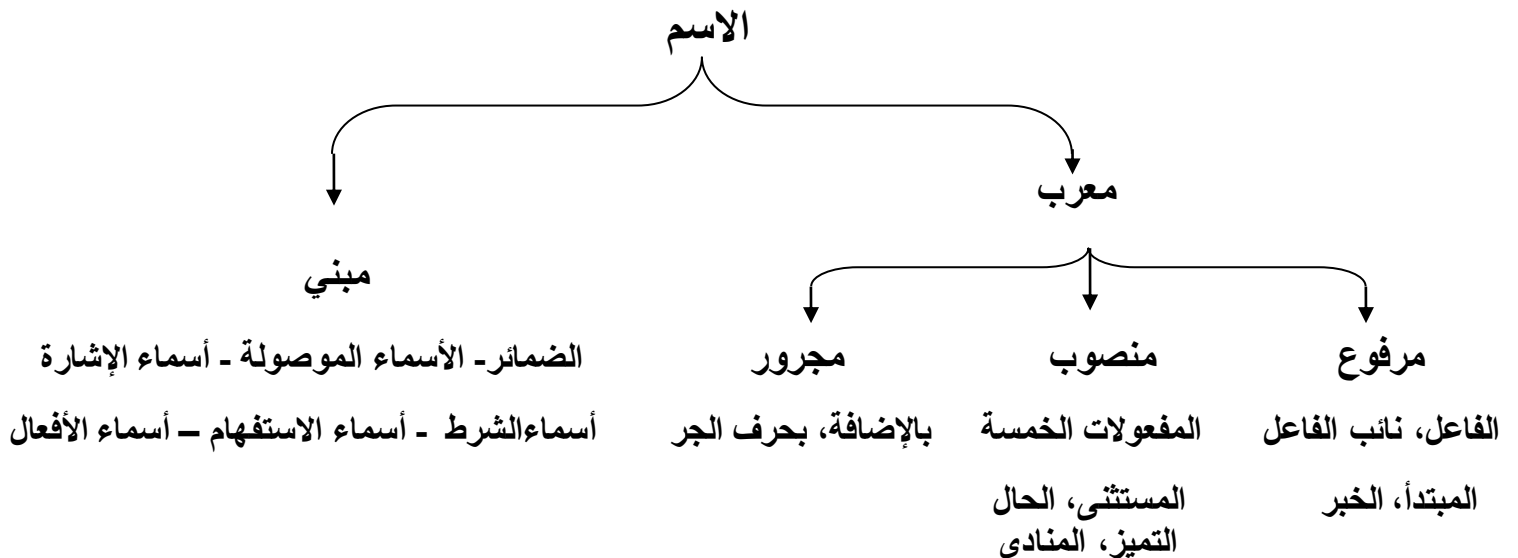 الاسم
معرب
مبني
مرفوع
منصوب
مجرور
الضمائر- الأسماء الموصولة - أسماء الإشارة
الفاعل، نائب الفاعل
المفعولات الخمسة
بالإضافة، بحرف الجر
أسماءالشرط - أسماء الاستفهام – أسماء الأفعال
المبتدأ، الخبر
المستثنى، الحال
التميز، المنادى